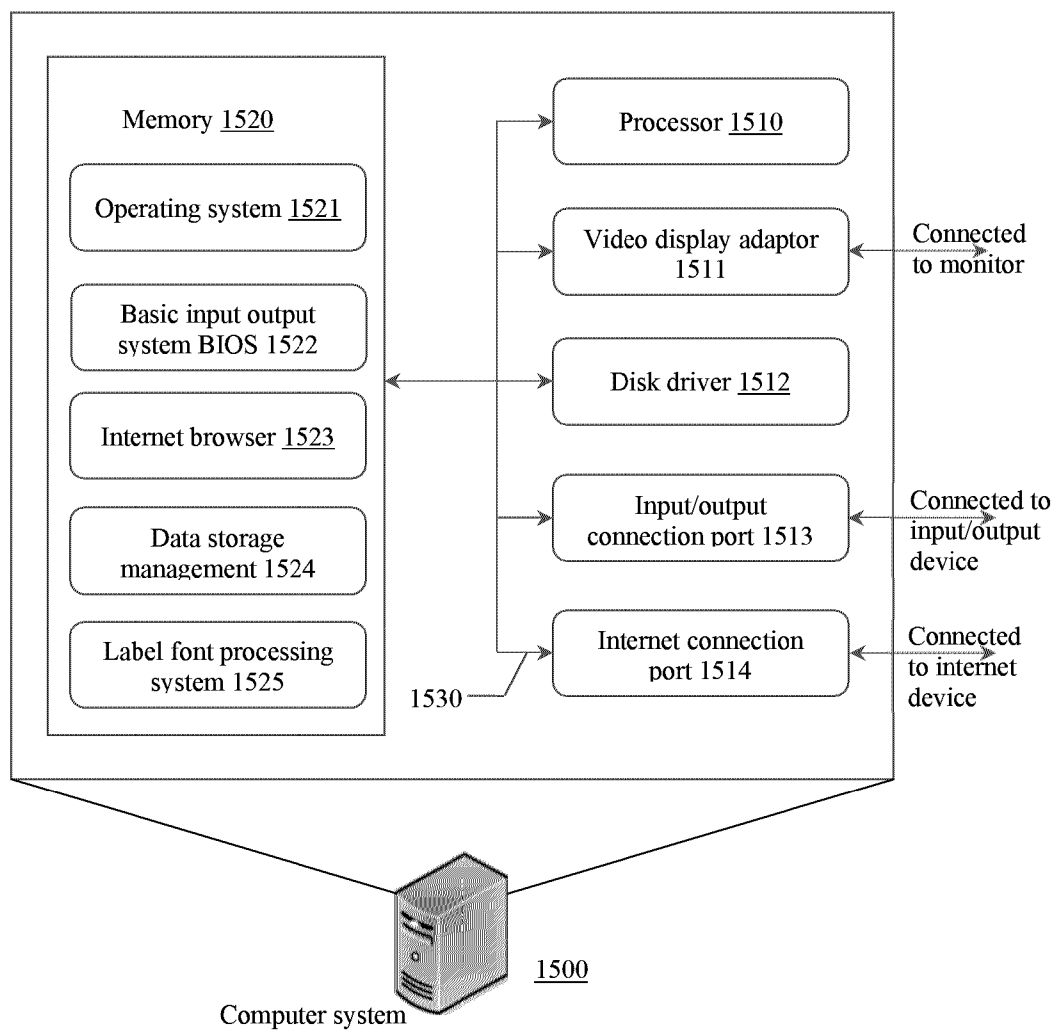 Memory 1520
Operating system 1521
Basic input output
system BIOS 1522
Internet browser 1523
Data storage
management 1524
Label font processing
system 1525
Processor 1510
Video display adaptor
1511
Disk driver 1512
Input/output
connection port 1513
Internet connection
port 1514
1530
Connected
to monitor
Connected to
input/output
device
Connected
to internet
device
1500
Computer system